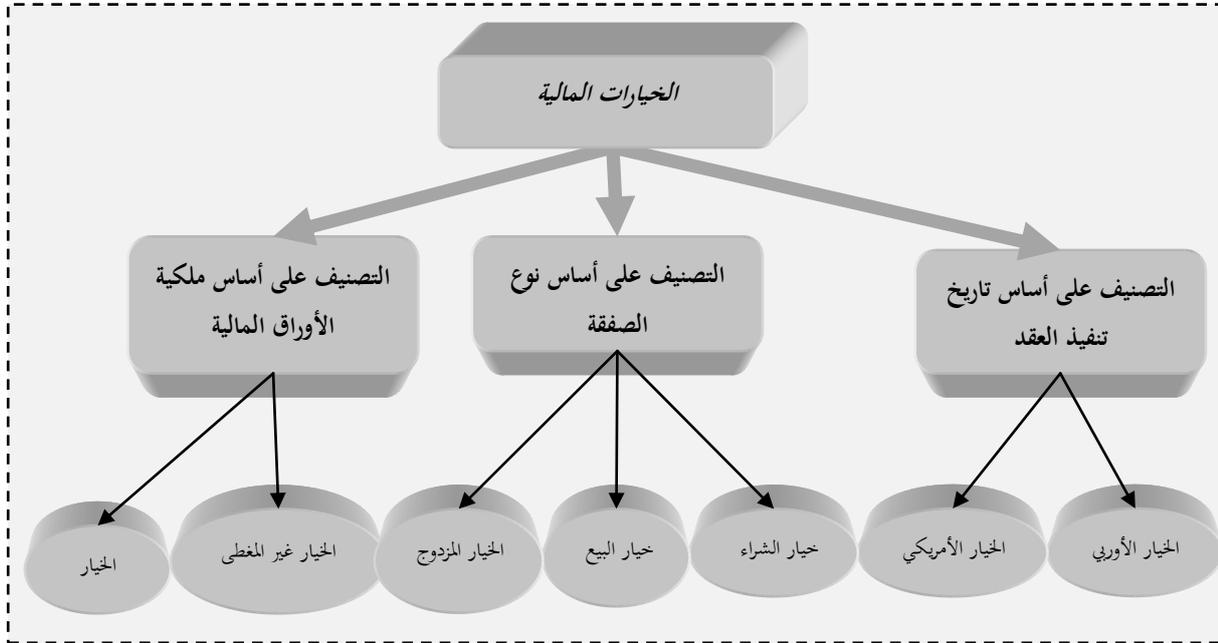 الخيارات المالية
التصنيف على أساس تاريخ
تنفيذ العقد
التصنيف على أساس نوع
الصفقة
التصنيف على أساس ملكية
الأوراق المالية
الخيار الأوربي
الخيار الأمريكي
خيار الشراء
خيار البيع
الخيار المزدوج
الخيار غير المغطى
الخيار